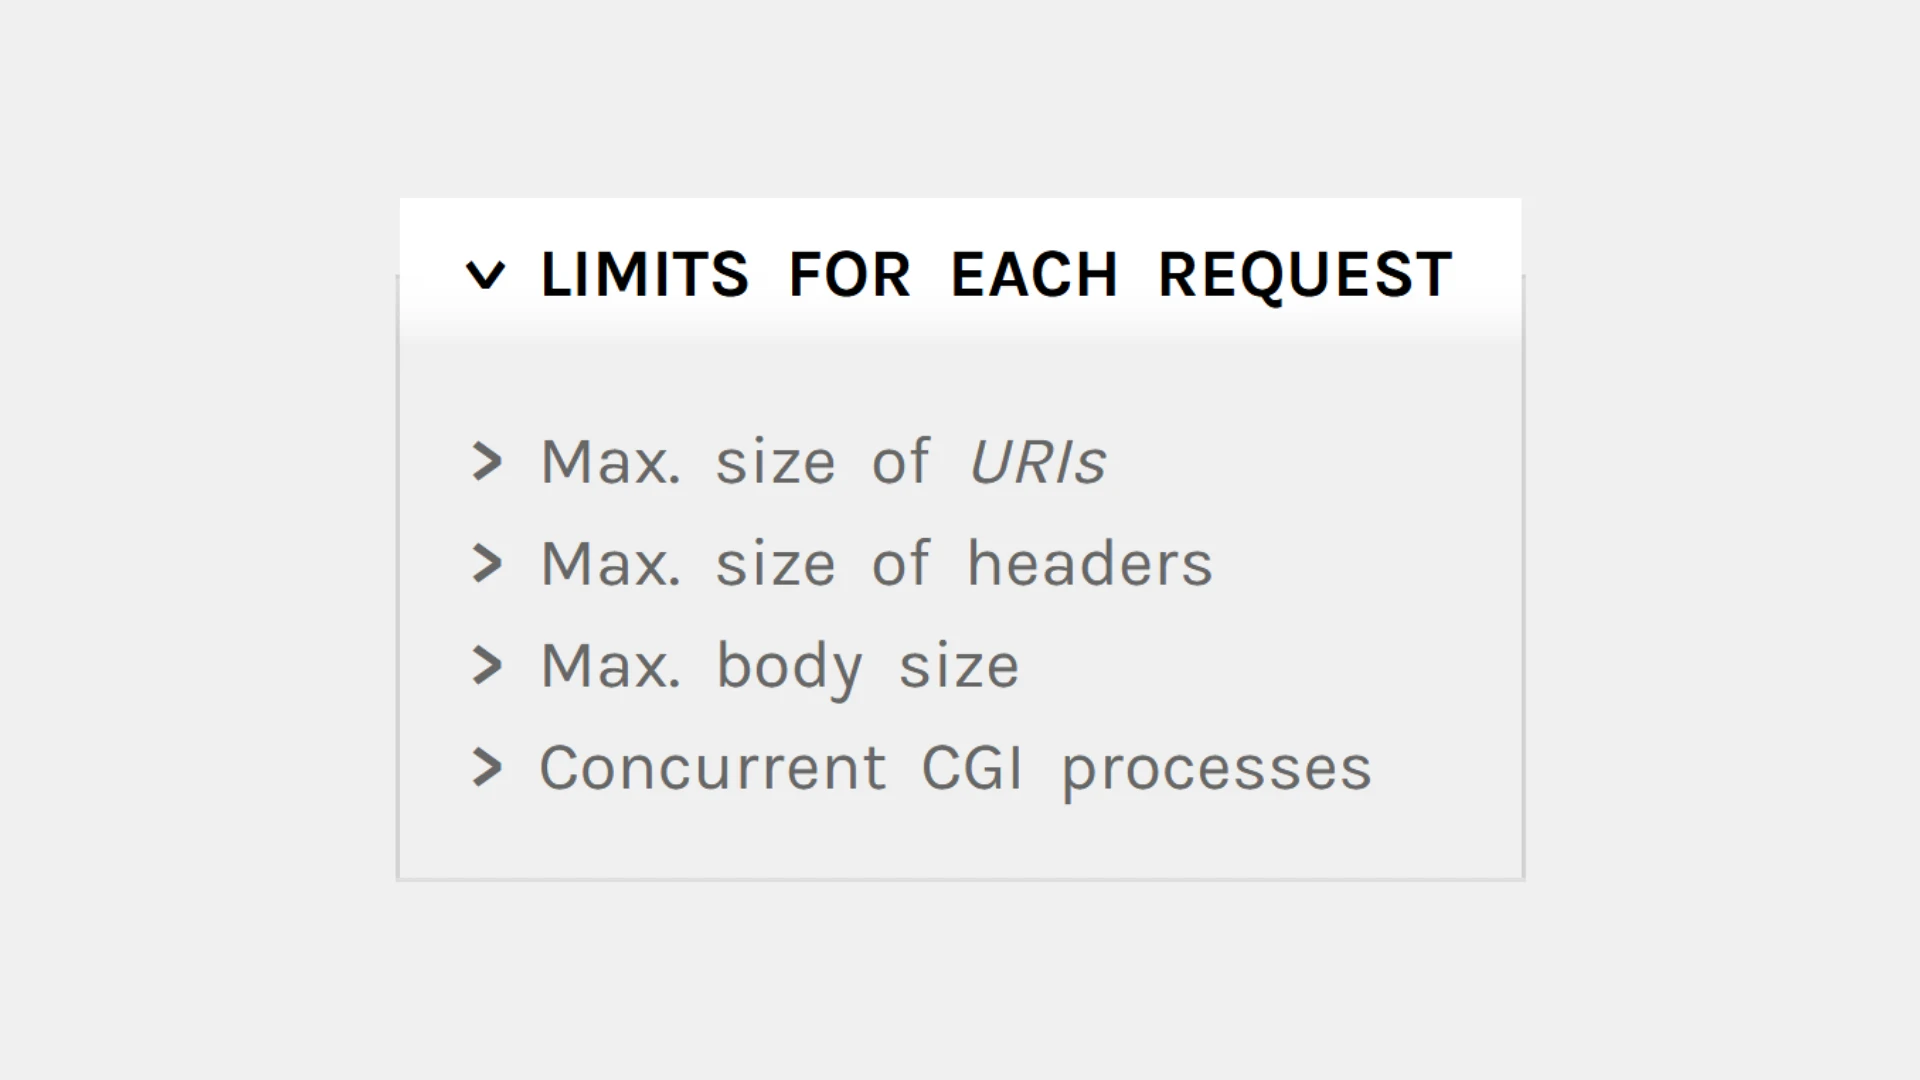 LIMITS FOR EACH REQUEST
> Max. size of URIs
> Max. size of headers
> Max. body size
> Concurrent CGI processes